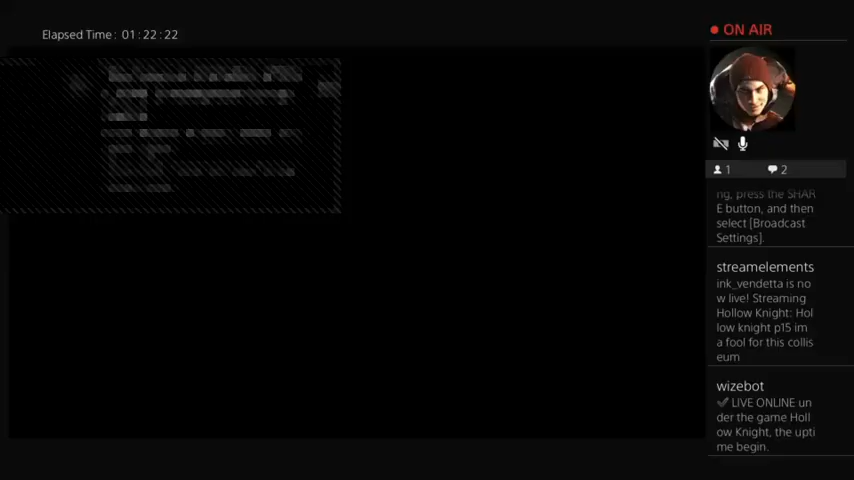 Elapsed Time: 01:22:22
ON AIR
1
2
ng, press the SHAR
E button, and then
select [Broadcast
Settings].
streamelements
ink_vendetta is no
w live! Streaming
Hollow Knight: Hol
low knight p15 im
a fool for this collis
eum
wizebot
LIVE ONLINE un
der the game Holl
ow Knight, the upti
me begin.